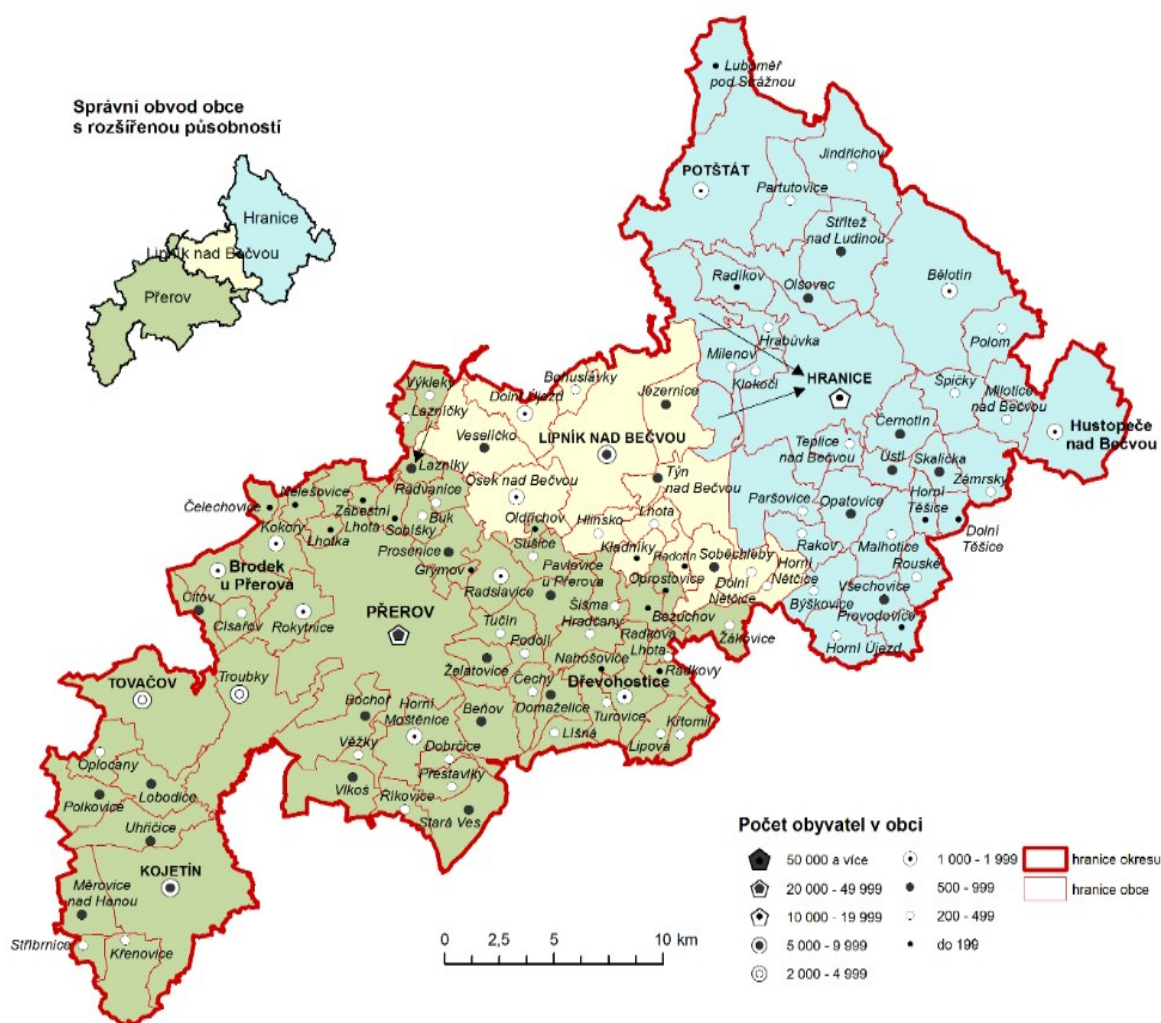 Správní obvod obce
s rozšířenou působností
Hranice
Lipník nad Bečvou
Přerov
Luboměř
pod Strážnou
Jindřichov
POTŠTÁT
Partutovice
Střítež
nad Ludinou
Radíkov
Olšovec
Bělotín
Hrabůvka
Polom
Milenov
Klokočí
HRANICE
Špičky
Milotice
nad Bečvou
Hustopeče
nad Bečvou
Černotín
Teplice
nad Bečvou
Ústí
Skalička
Zámrsky
Paršovice
Opatovice
Horní
Těšice
Dolní
Těšice
Rakov
Malhotice
Rouské
Všechovice
Býškovice
Provodovice
Horní Újezd
Výkleky
Lazníčky
Dolní Újezd
Bohuslávky
Jezernice
Veselíčko
LIPNÍK NAD BEČVOU
Lazníky
Osek nad Bečvou
Týn
nad Bečvou
Radvanice
Buk
Oldřichov
Hlinsko
Lhota
Sušice
Kladníky
Radotín
Soběchleby
Horní
Nětčice
Dolní
Nětčice
Oprostovice
Čelechovice
Nelešovice
Zábeštní
Lhota
Sobíšky
Kokory
Lhotka
Prosenice
Grymov
Brodek
u Přerova
Pavlovice
u Přerova
Radslavice
Citov
Císařov
Rokytnice
PŘEROV
Tučín
Šišma
Hradčany
Bezuchov
Žákovice
Podolí
Radkova
Lhota
Radkovy
Nahošovice
Želatovice
Čechy
Domaželice
Dřevohostice
Turovice
TOVAČOV
Troubky
Bochoř
Horní
Moštěnice
Beňov
Líšná
Lipová
Křtomil
Věžky
Dobrčice
Přestavlky
Vlkoš
Říkovice
Stará Ves
Oplocany
Polkovice
Lobodice
Uhřičice
KOJETÍN
Měrovice
nad Hanou
Stříbrnice
Křenovice
0 2,5 5 10 km
Počet obyvatel v obci
50 000 a více
20 000 - 49 999
10 000 - 19 999
5 000 - 9 999
2 000 - 4 999
1 000 - 1 999
500 - 999
200 - 499
do 199
hranice okresu
hranice obce